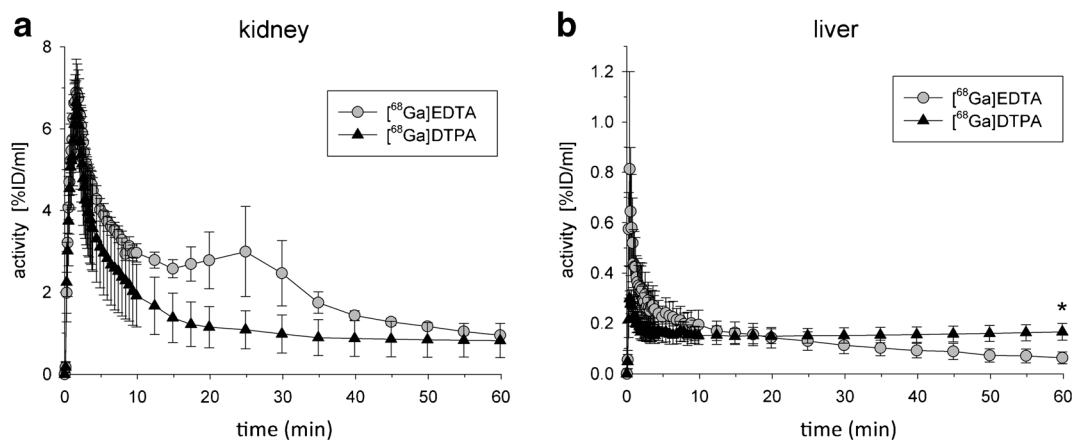 a
kidney
8
6
4
2
0
activity [%ID/ml]
[⁶⁸Ga]EDTA
[⁶⁸Ga]DTPA
0 10 20 30 40 50 60
time (min)
b
liver
1.2
1.0
0.8
0.6
0.4
0.2
0.0
activity [%ID/ml]
[⁶⁸Ga]EDTA
[⁶⁸Ga]DTPA
*
0 10 20 30 40 50 60
time (min)